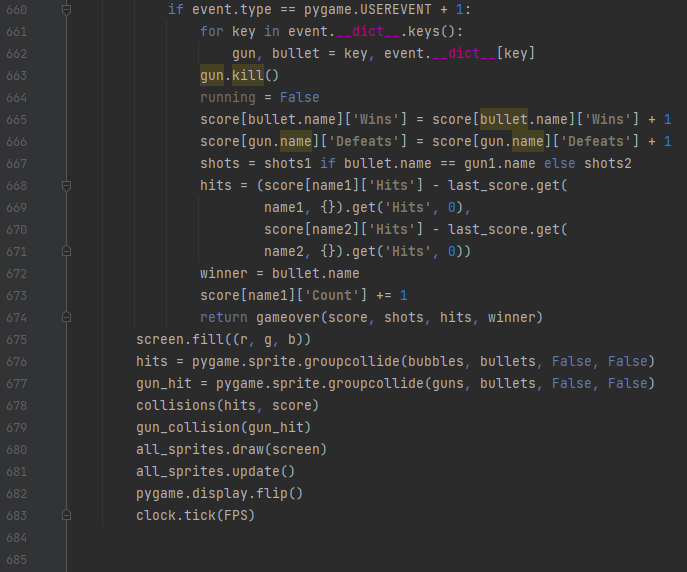 660 if event.type == pygame.USEREVENT + 1:
661 for key in event.__dict__.keys():
662 gun, bullet = key, event.__dict__[key]
663 gun.kill()
664 running = False
665 score[bullet.name]['Wins'] = score[bullet.name]['Wins'] + 1
666 score[gun.name]['Defeats'] = score[gun.name]['Defeats'] + 1
667 shots = shots1 if bullet.name == gun1.name else shots2
668 hits = (score[name1]['Hits'] - last_score.get(
669 name1, {}).get('Hits', 0),
670 score[name2]['Hits'] - last_score.get(
671 name2, {}).get('Hits', 0))
672 winner = bullet.name
673 score[name1]['Count'] += 1
674 return gameover(score, shots, hits, winner)
675 screen.fill((r, g, b))
676 hits = pygame.sprite.groupcollide(bubbles, bullets, False, False)
677 gun_hit = pygame.sprite.groupcollide(guns, bullets, False, False)
678 collisions(hits, score)
679 gun_collision(gun_hit)
680 all_sprites.draw(screen)
681 all_sprites.update()
682 pygame.display.flip()
683 clock.tick(FPS)
684
685